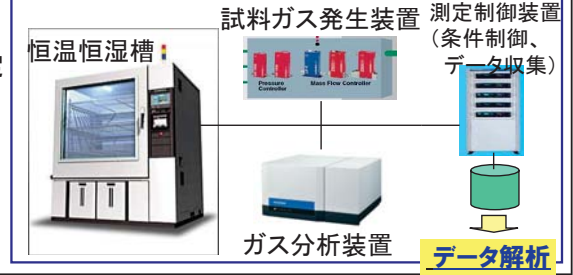 試料ガス発生装置
測定制御装置
(条件制御、
データ収集)
恒温恒湿槽
Pressure
Controller
Mass Flow Controller
ガス分析装置
データ解析